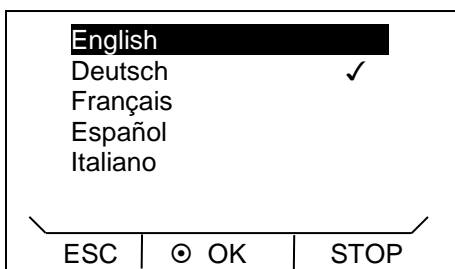 English
Deutsch ✓
Français
Español
Italiano
ESC ⊙ OK STOP